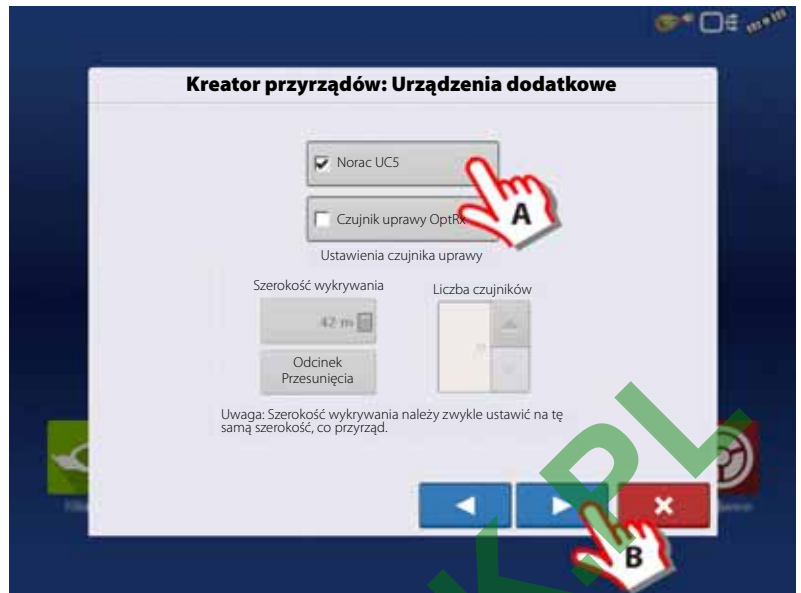 Kreator przyrządów: Urządzenia dodatkowe
Norac UC5
Czujnik uprawy OptRx
A
Ustawienia czujnika uprawy
Szerokość wykrywania
Liczba czujników
42 m
Odcinek
Przesunięcia
Uwaga: Szerokość wykrywania należy zwykle ustawić na tę
samą szerokość, co przyrząd.
B
K.PL